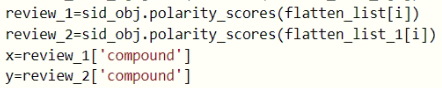 review_1=sid_obj.polarity_scores(flatten_list[i])
review_2=sid_obj.polarity_scores(flatten_list_1[i])
x=review_1['compound']
y=review_2['compound']